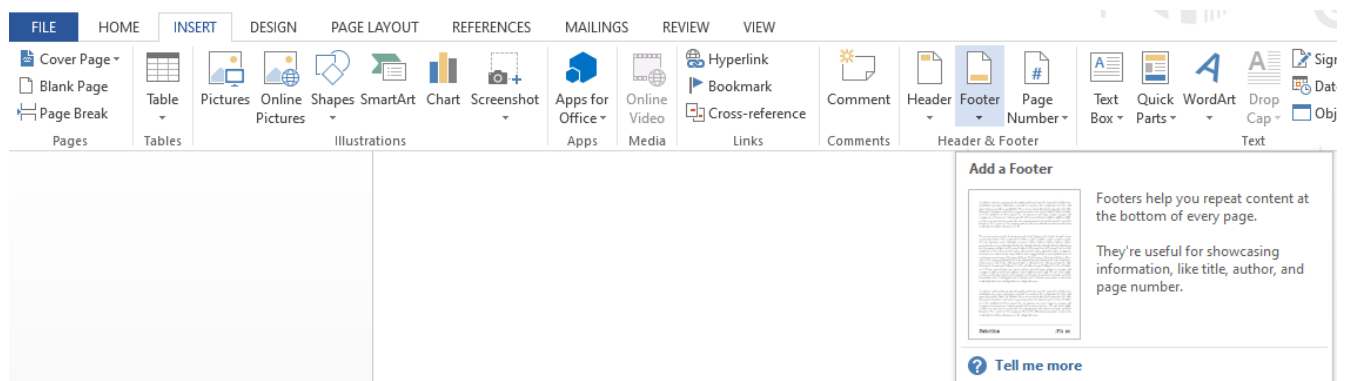 FILE HOME INSERT DESIGN PAGE LAYOUT REFERENCES MAILINGS REVIEW VIEW
Cover Page
Blank Page
Page Break
Pages
Table
Tables
Pictures
Online Pictures
Shapes
SmartArt
Chart
Screenshot
Illustrations
Apps for Office
Apps
Online Video
Media
Hyperlink
Bookmark
Cross-reference
Links
Comment
Comments
Header
Footer
Page Number
#
Header & Footer
Text Box
Quick Parts
WordArt
Drop Cap
Text
Add a Footer
Footers help you repeat content at
the bottom of every page.
They're useful for showcasing
information, like title, author, and
page number.
Tell me more